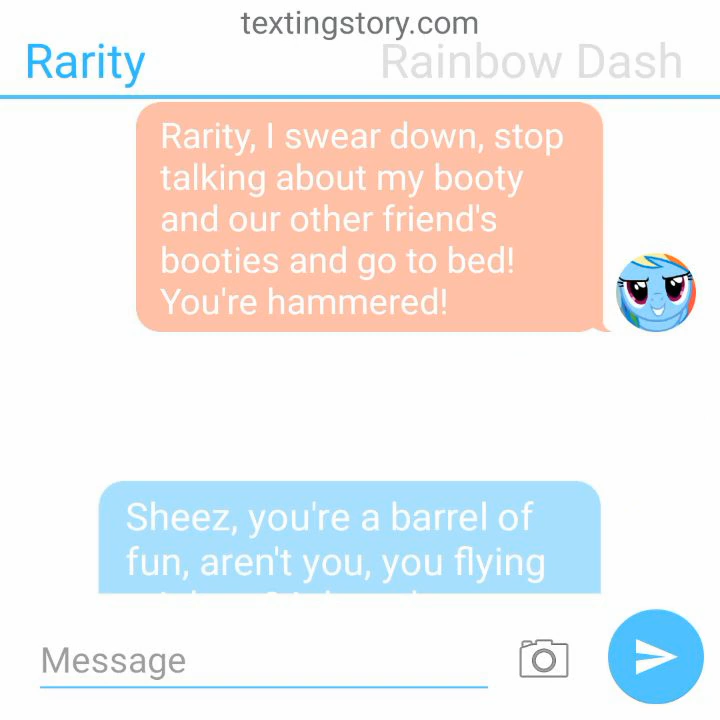 textingstory.com
Rarity Rainbow Dash
Rarity, I swear down, stop
talking about my booty
and our other friend's
booties and go to bed!
You're hammered!
Sheez, you're a barrel of
fun, aren't you, you flying
Message